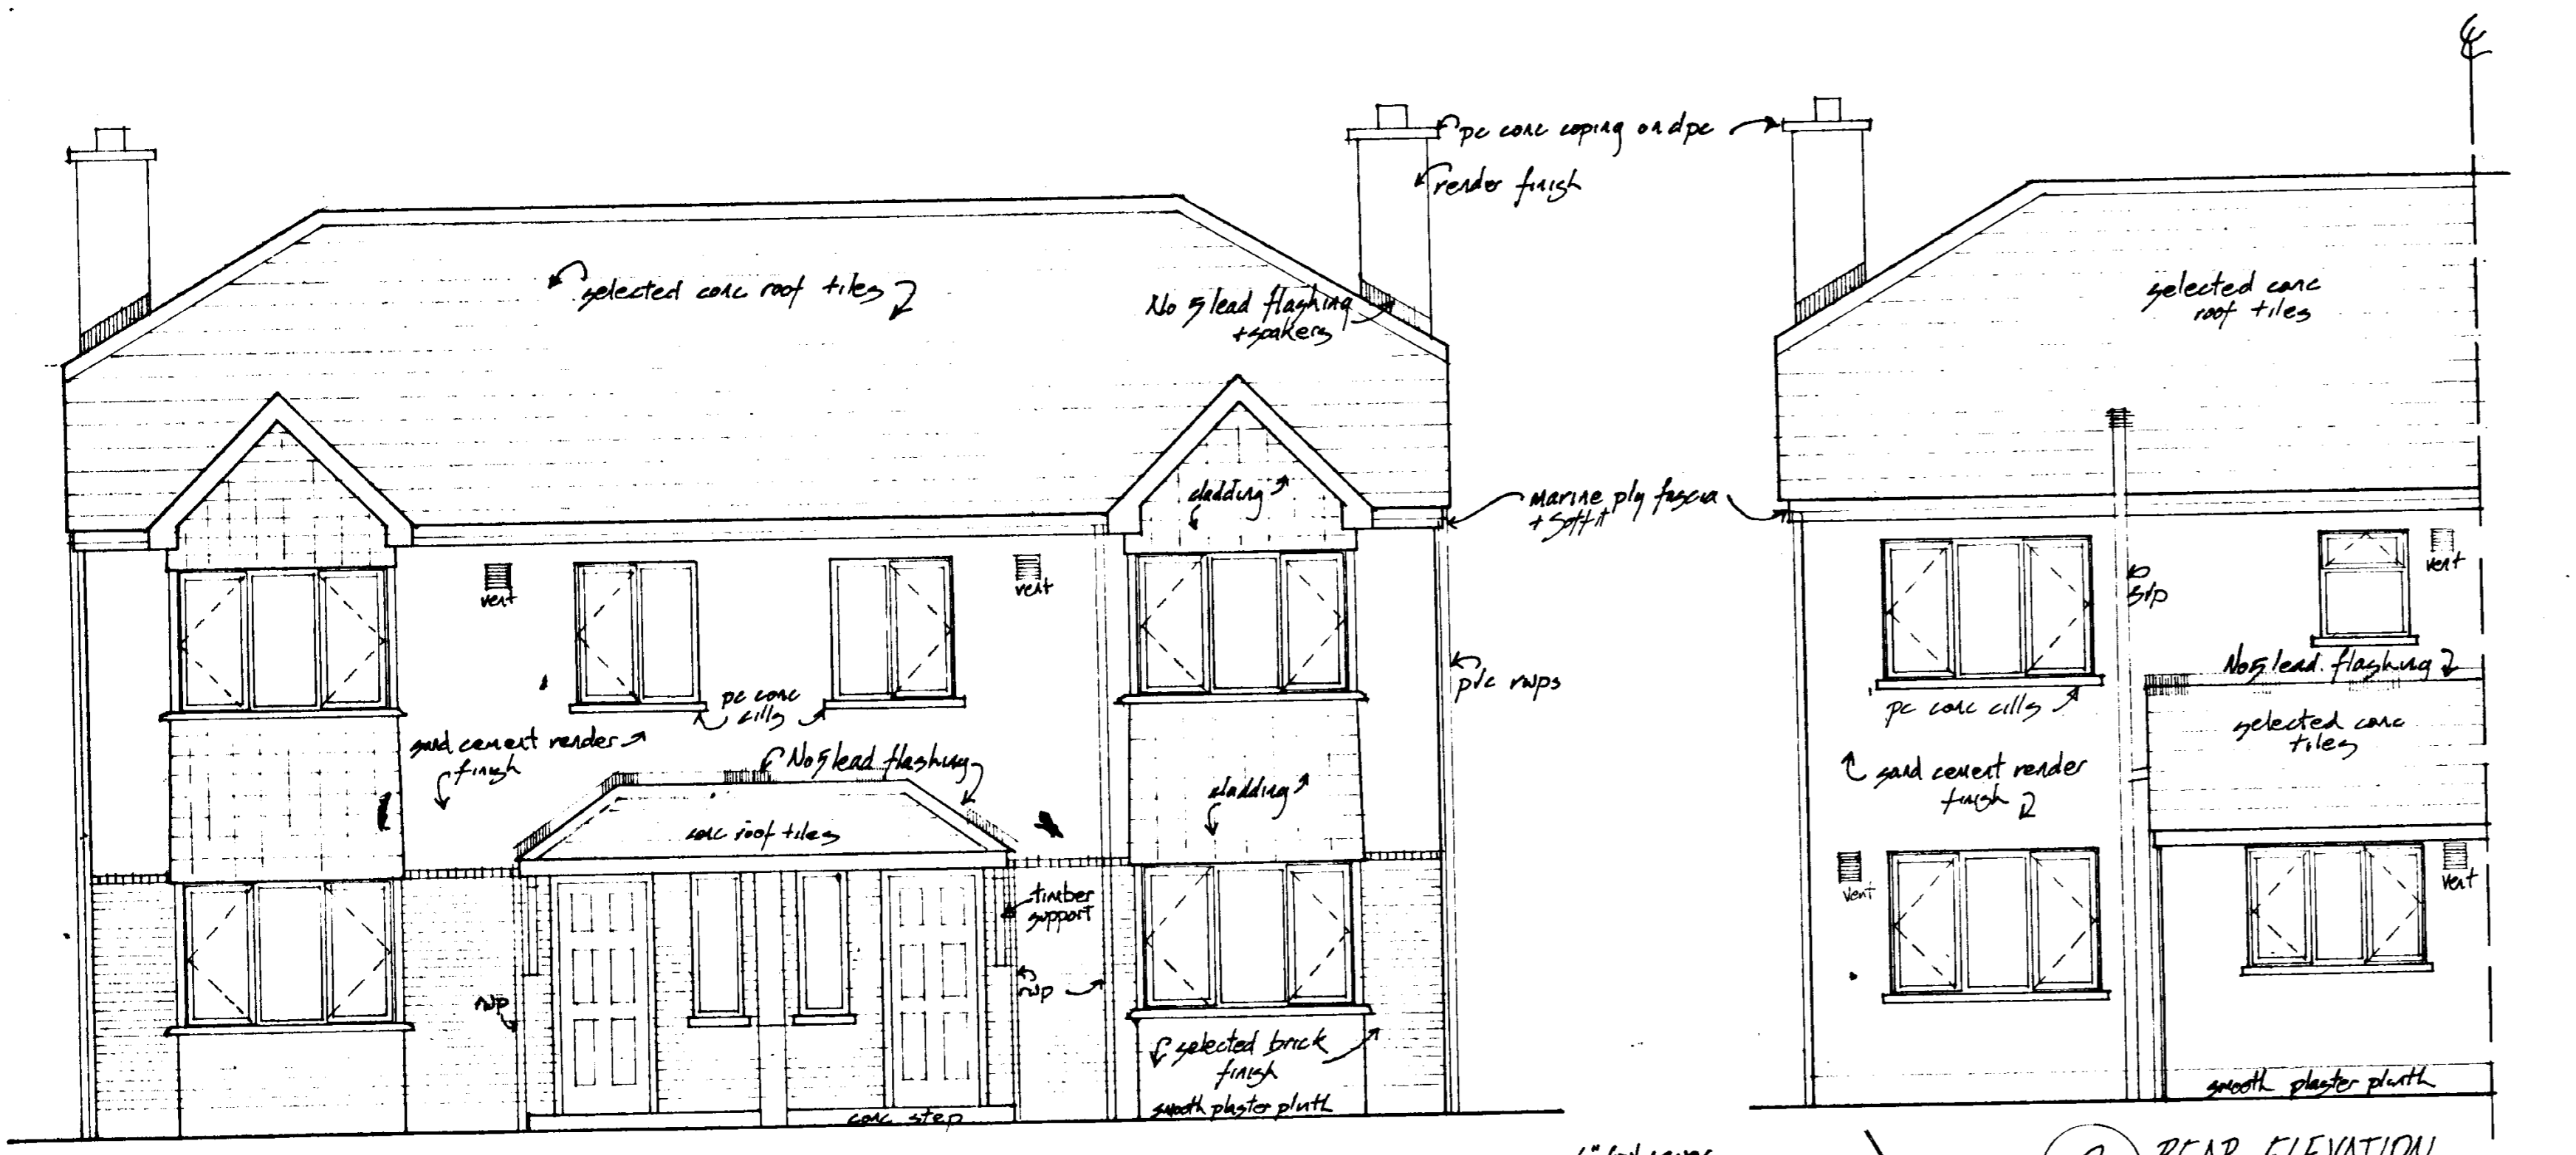 pc conc coping on dpc
render finish
selected conc roof tiles
No 5 lead flashing
+ soakers
selected conc
roof tiles
cladding
marine ply fascia
+ soffit
vent
vent
vent
svp
pvc rwps
No 5 lead flashing
pc conc
cills
pc conc cills
selected conc
tiles
sand cement render
finish
No 5 lead flashing
sand cement render
finish
cladding
conc roof tiles
vent
vent
timber
support
rwp
rwp
selected brick
finish
smooth plaster plinth
smooth plaster plinth
conc step
REAR ELEVATION